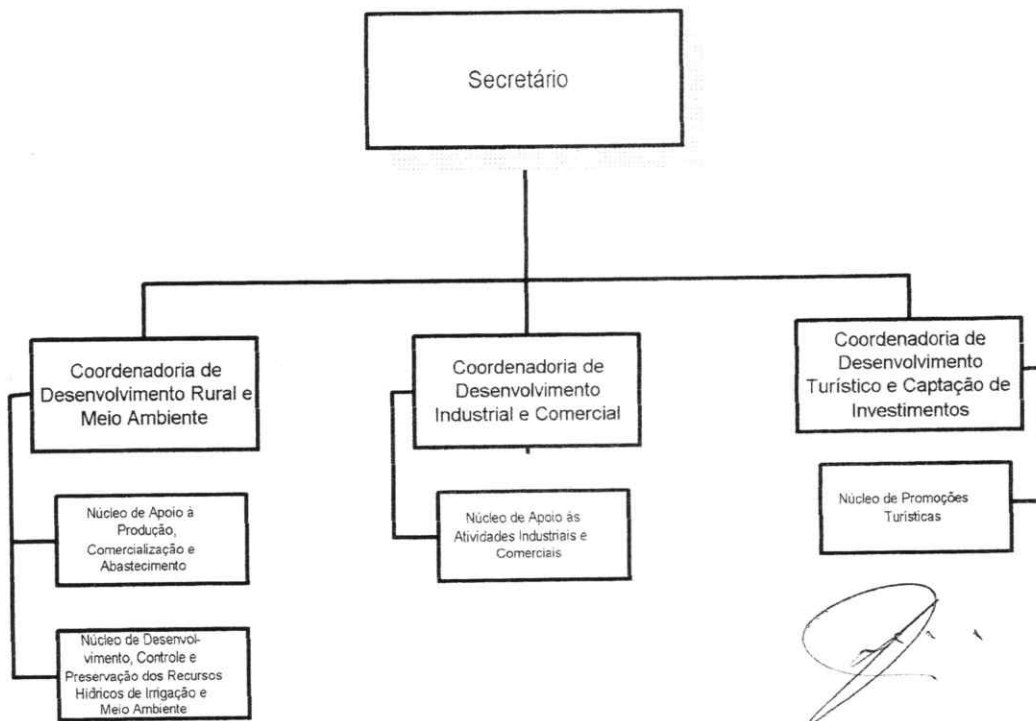 Secretário
Coordenadoria de
Desenvolvimento Rural e
Meio Ambiente
Coordenadoria de
Desenvolvimento
Industrial e Comercial
Coordenadoria de
Desenvolvimento
Turístico e Captação de
Investimentos
Núcleo de Apoio à
Produção,
Comercialização e
Abastecimento
Núcleo de Apoio às
Atividades Industriais e
Comerciais
Núcleo de Promoções
Turísticas
Núcleo de Desenvol-
vimento, Controle e
Preservação dos Recursos
Hídricos de Irrigação e
Meio Ambiente